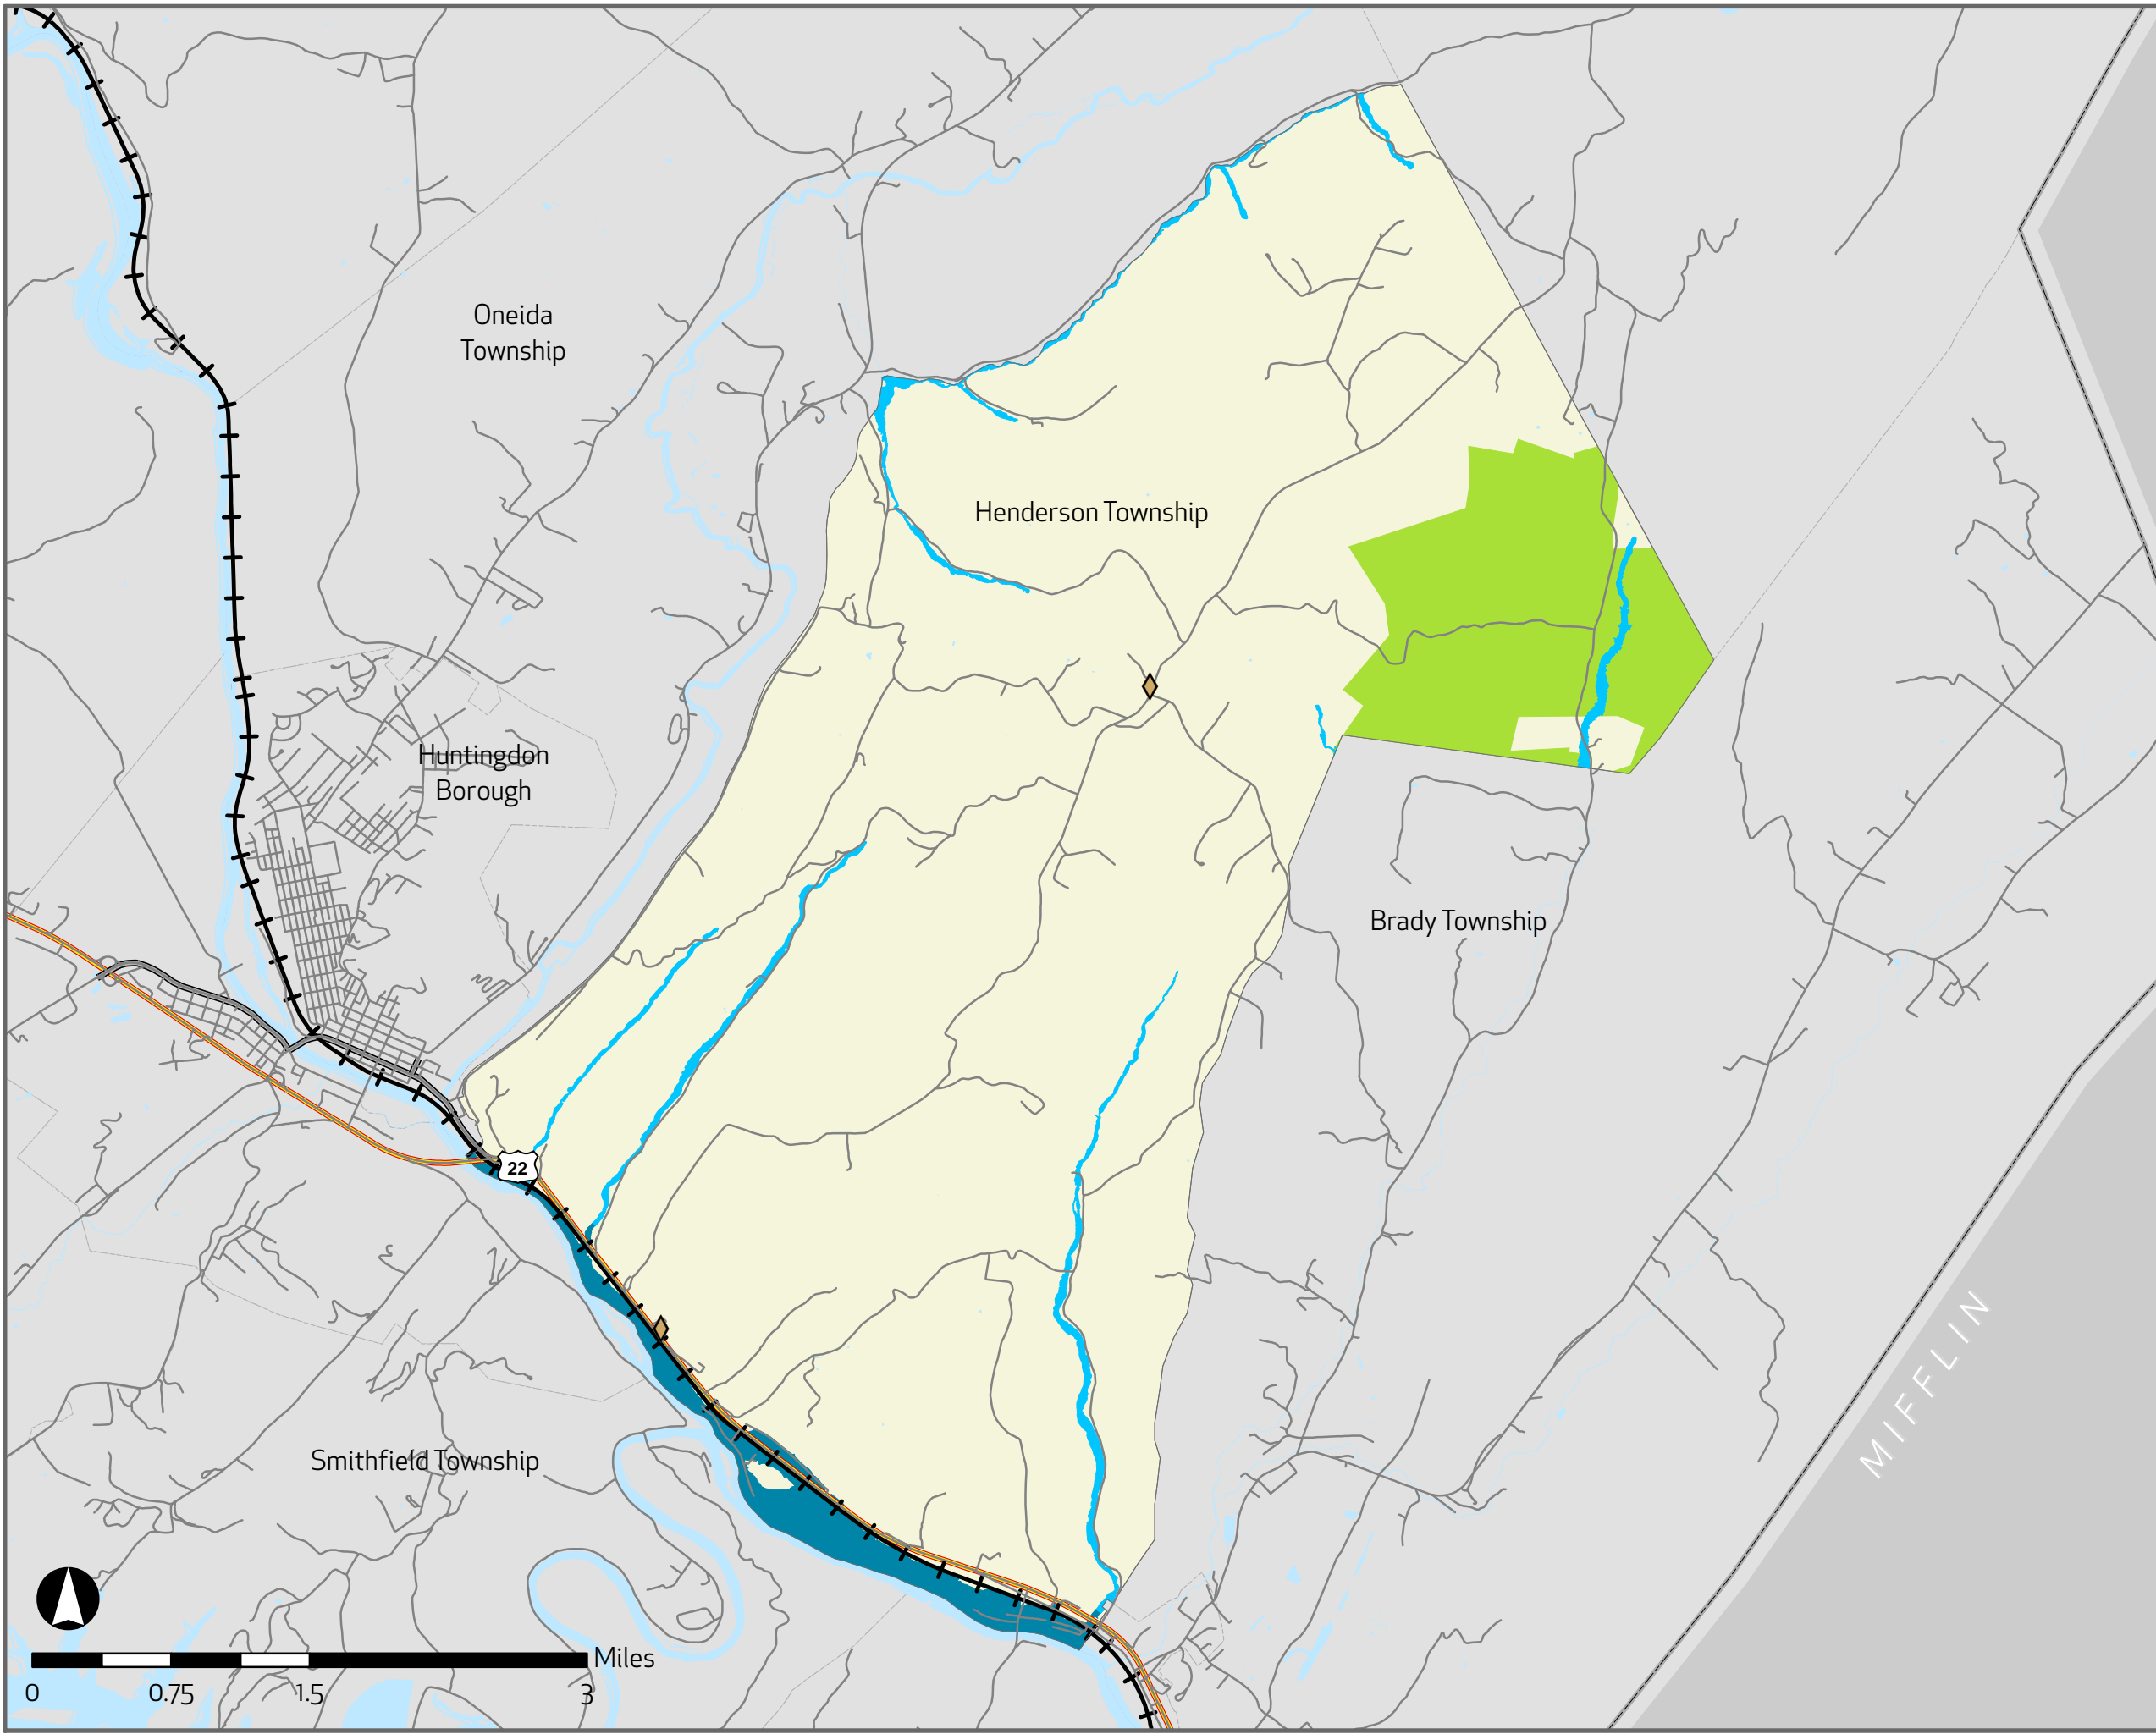 Oneida
Township
Henderson Township
Huntingdon
Borough
Brady Township
22
MIFFLIN
Smithfield Township
Miles
0 0.75 1.5 3